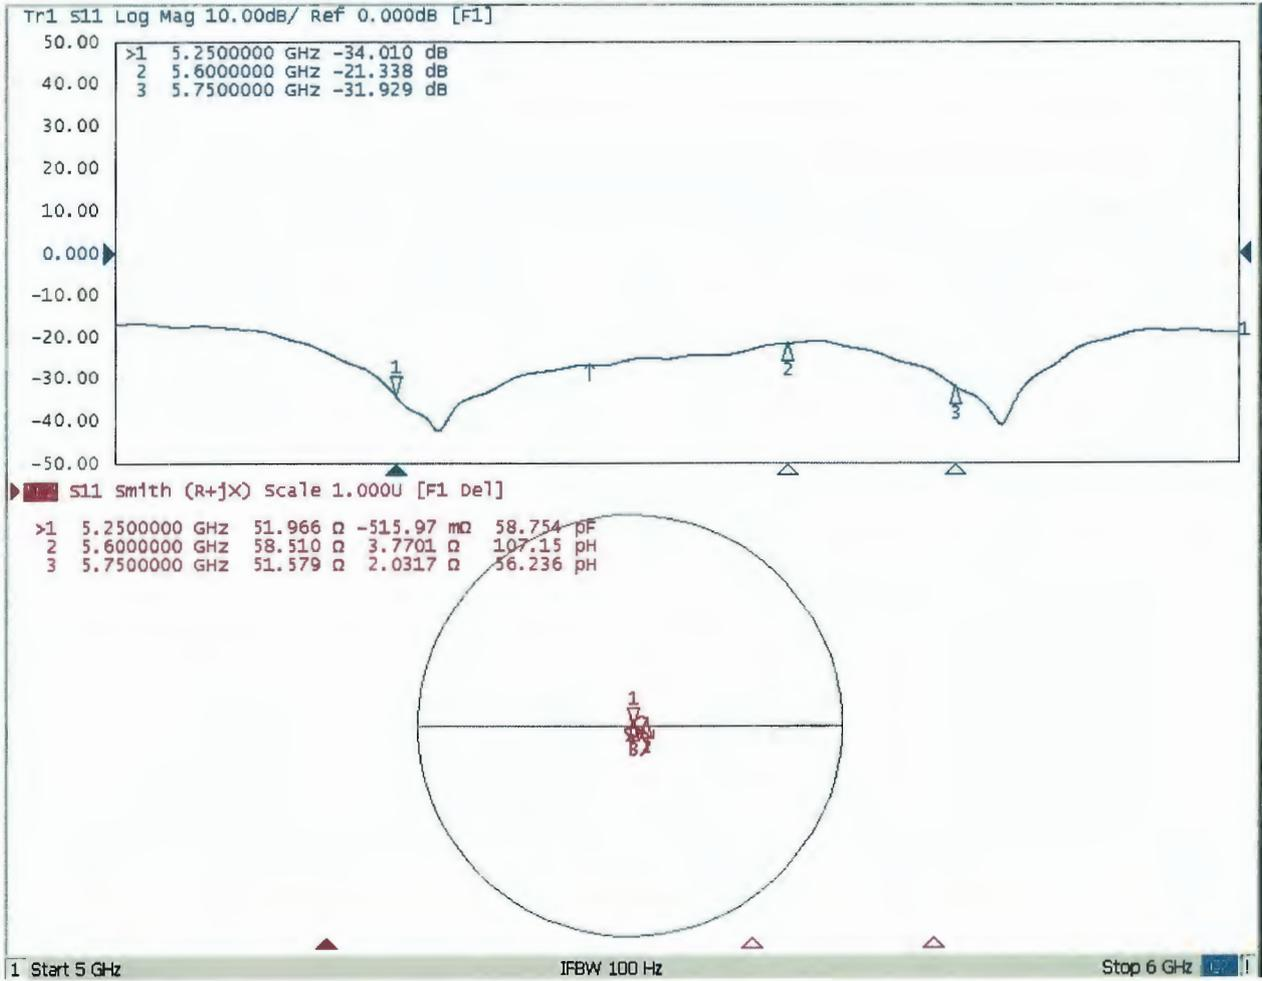 Tr1 S11 Log Mag 10.00dB/ Ref 0.000dB [F1]
50.00
>1 5.2500000 GHz -34.010 dB
2 5.6000000 GHz -21.338 dB
3 5.7500000 GHz -31.929 dB
40.00
30.00
20.00
10.00
0.000
-10.00
-20.00
1
-30.00
1
2
-40.00
3
-50.00
S11 Smith (R+jX) Scale 1.000U [F1 Del]
>1 5.2500000 GHz 51.966 Ω -515.97 mΩ 58.754 pF
2 5.6000000 GHz 58.510 Ω 3.7701 Ω 107.15 pH
3 5.7500000 GHz 51.579 Ω 2.0317 Ω 56.236 pH
1
1 Start 5 GHz IFBW 100 Hz Stop 6 GHz !